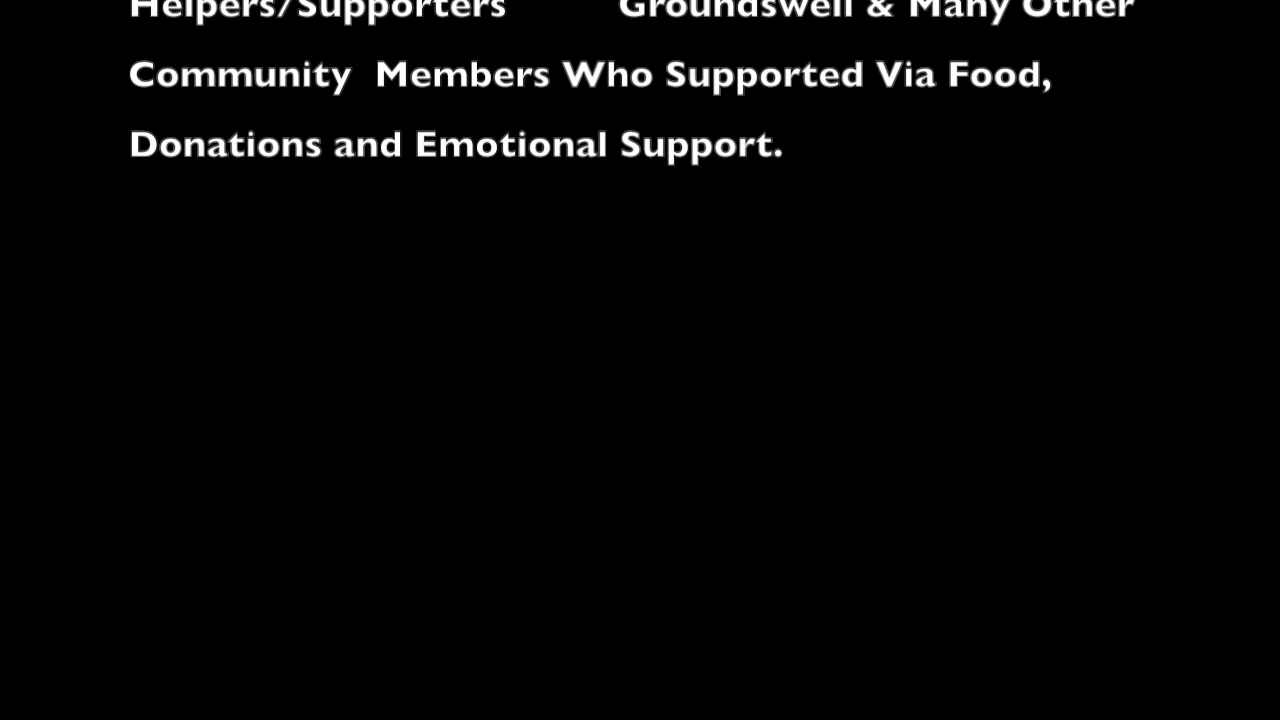 Helpers/Supporters Groundswell & Many Other
Community Members Who Supported Via Food,
Donations and Emotional Support.